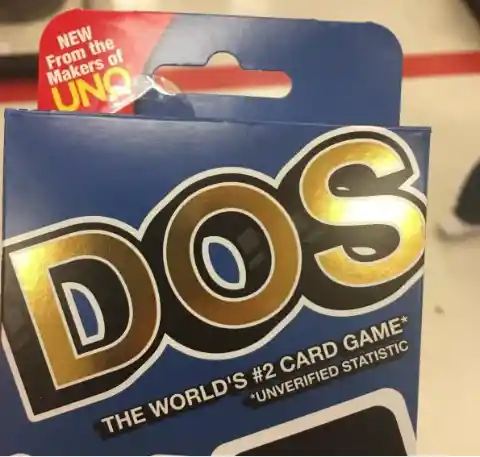 NEW
From the
Makers of
UNO
DOS
THE WORLD'S #2 CARD GAME*
*UNVERIFIED STATISTIC